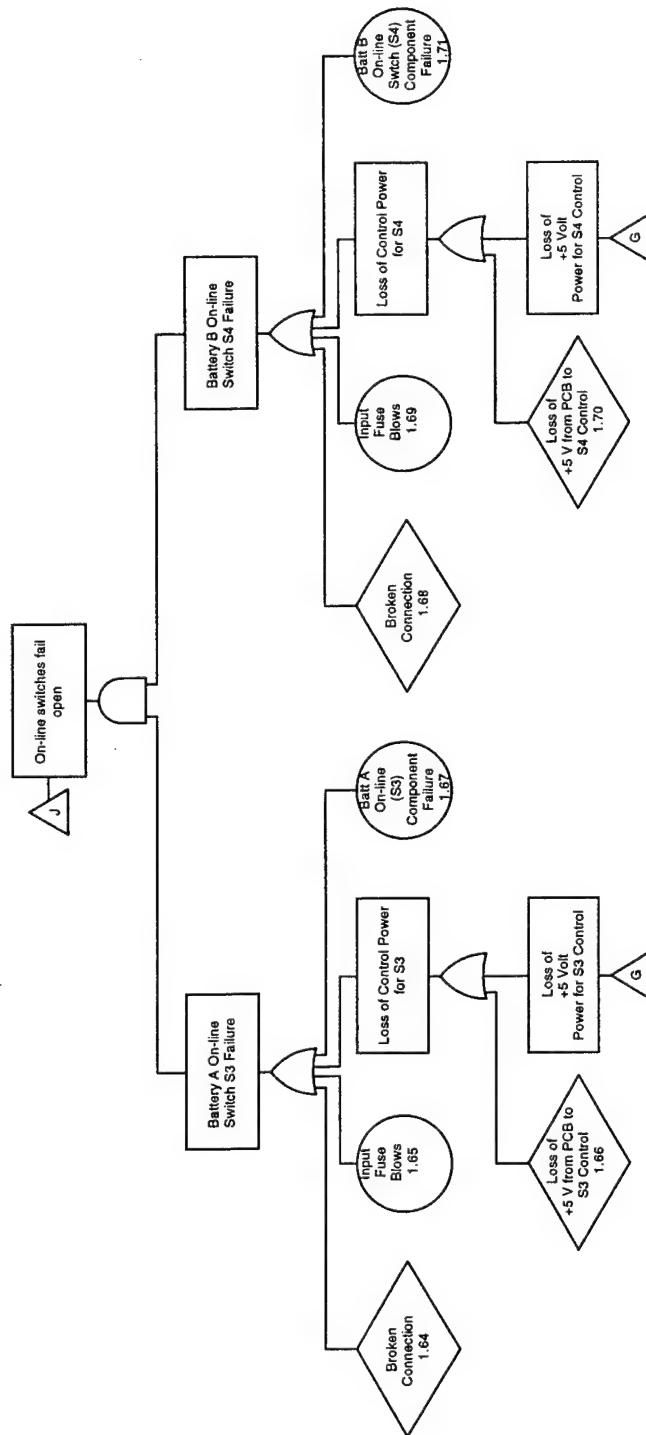 J
On-line switches fail
open
Battery A On-line
Switch S3 Failure
Battery B On-line
Switch S4 Failure
Broken
Connection
1.64
Input
Fuse
Blows
1.65
Loss of Control Power
for S3
Batt A
On-line
(S3)
Component
Failure
1.67
Loss of
+5 V from PCB to
S3 Control
1.66
Loss of
+5 Volt
Power for S3 Control
G
Broken
Connection
1.68
Input
Fuse
Blows
1.69
Loss of Control Power
for S4
Batt B
On-line
Swtch (S4)
Component
Failure
1.71
Loss of
+5 V from PCB to
S4 Control
1.70
Loss of
+5 Volt
Power for S4 Control
G